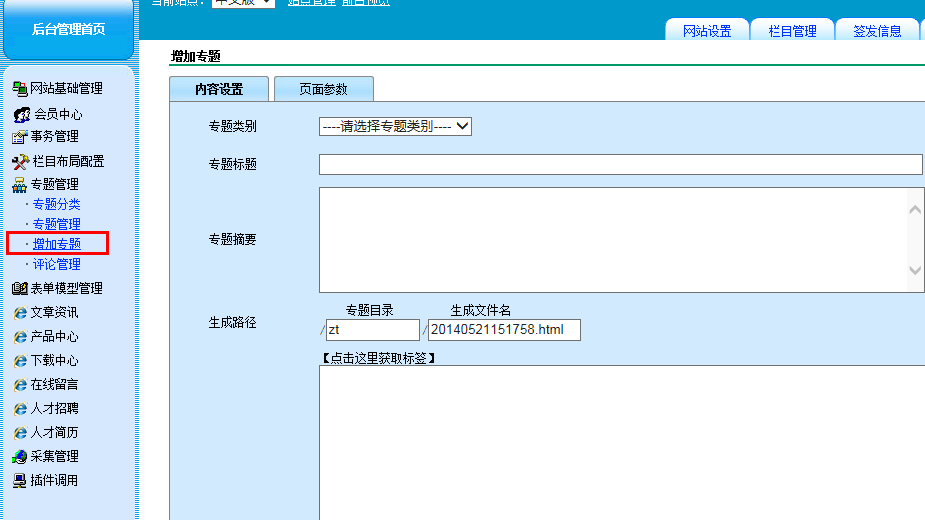 当前站点： 中文版 站点管理 前台预览
后台管理首页
网站设置 栏目管理 签发信息
增加专题
内容设置 页面参数
网站基础管理
会员中心
事务管理
栏目布局配置
专题管理
· 专题分类
· 专题管理
· 增加专题
· 评论管理
表单模型管理
文章资讯
产品中心
下载中心
在线留言
人才招聘
人才简历
采集管理
插件调用
专题类别 ----请选择专题类别----
专题标题
专题摘要
专题目录 生成文件名
生成路径 /zt /20140521151758.html
【点击这里获取标签】